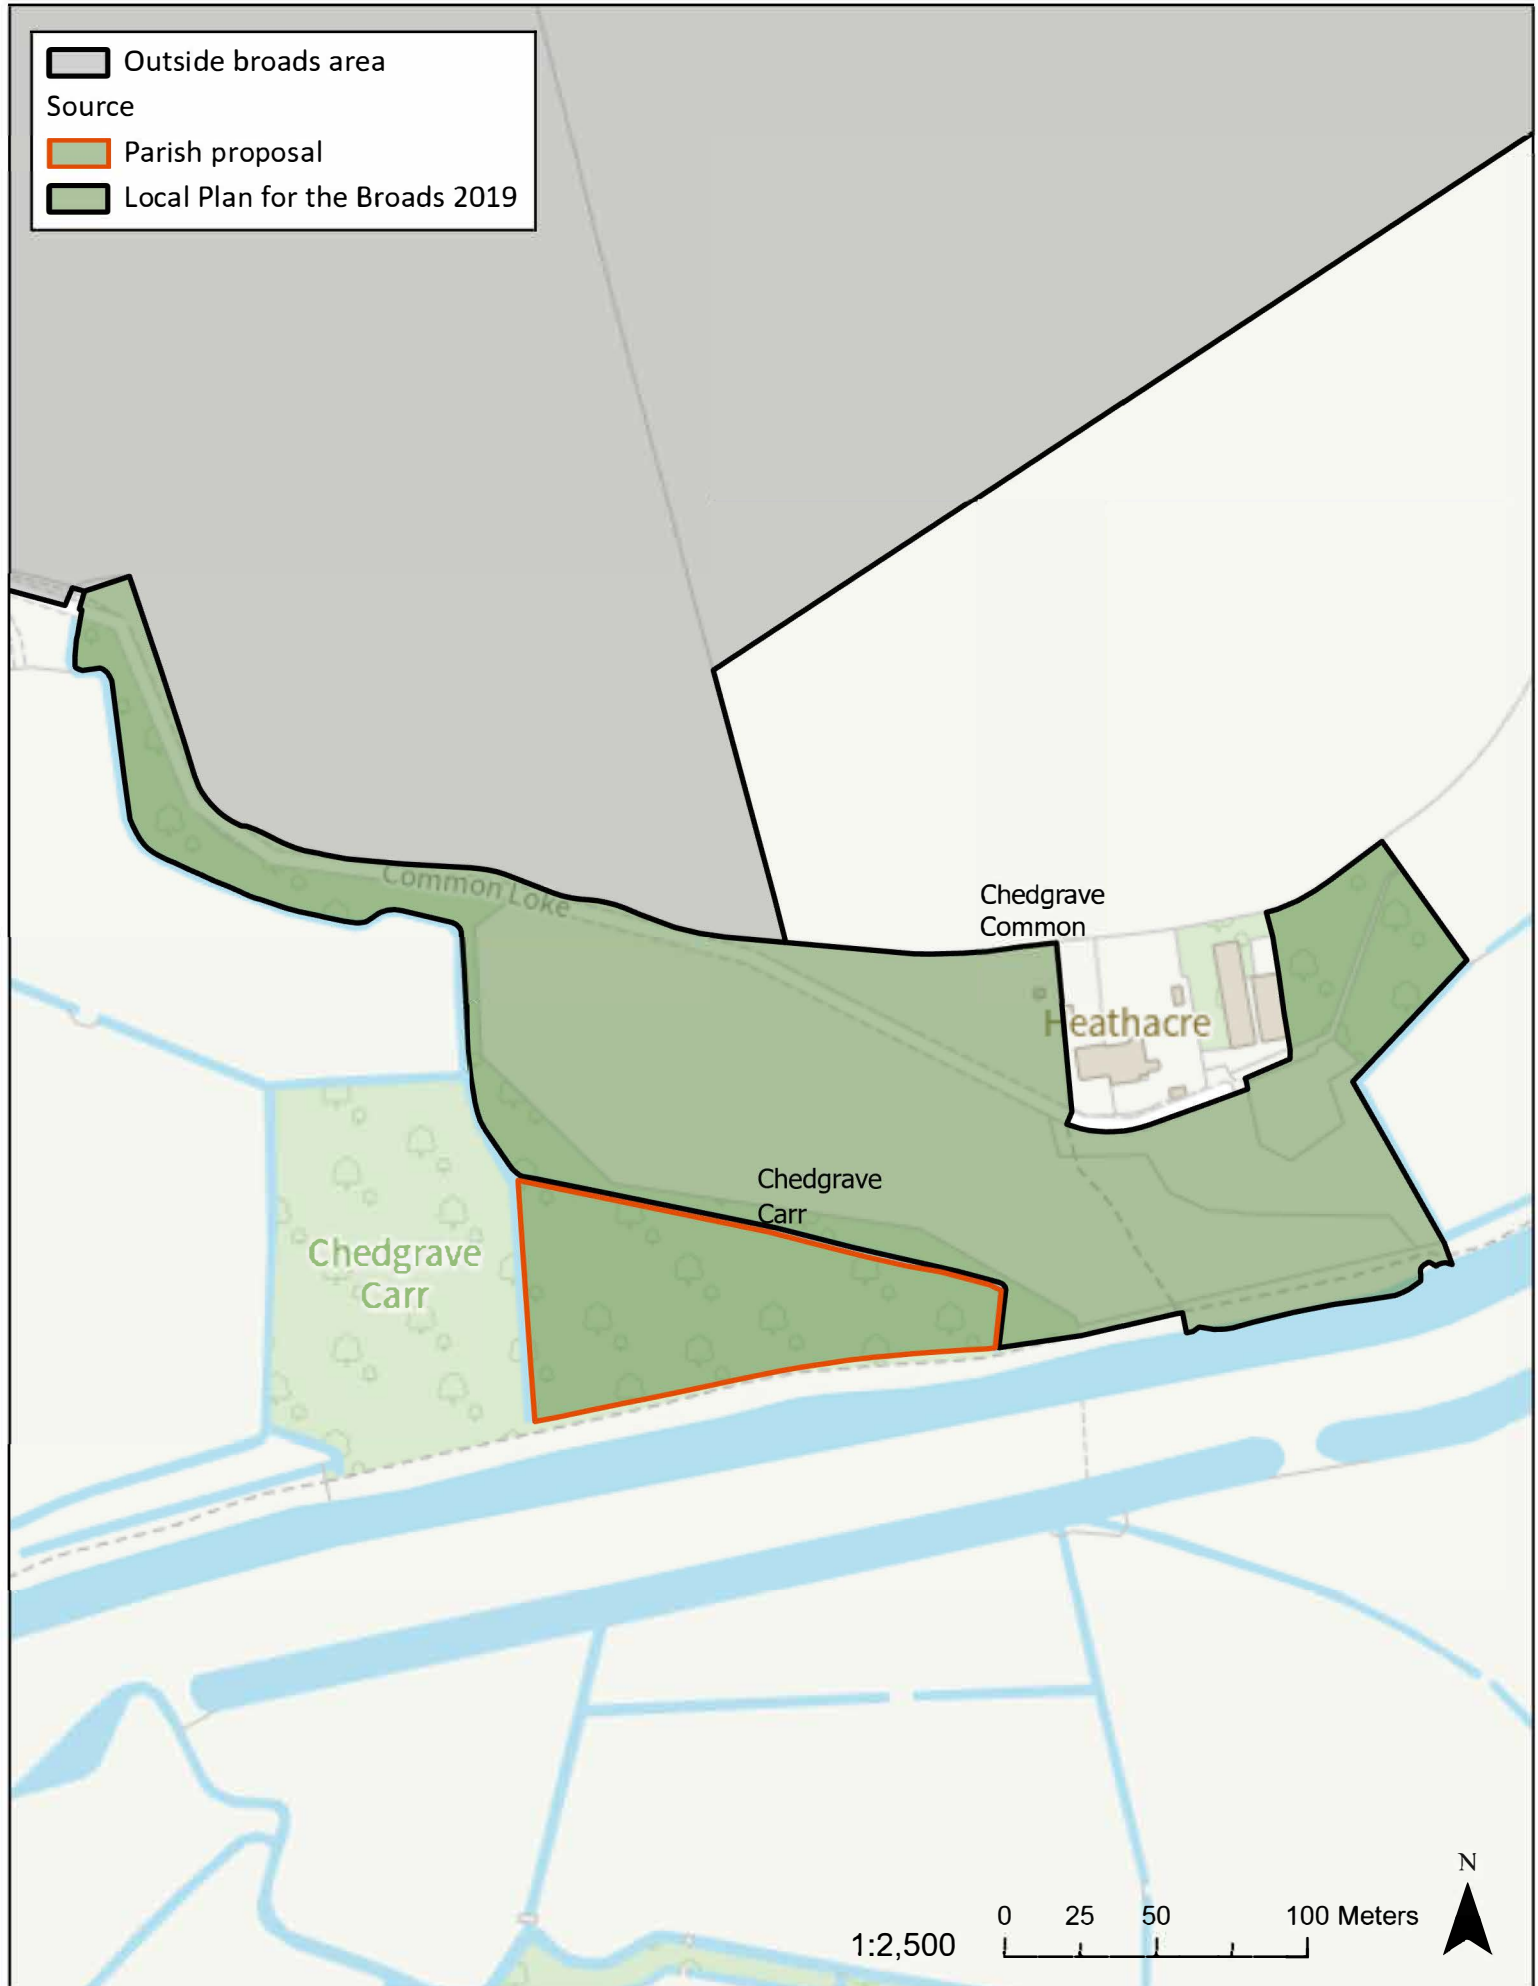 Outside broads area
Source
Parish proposal
Local Plan for the Broads 2019
Common Loke
Chedgrave
Common
Heathacre
Chedgrave
Carr
Chedgrave
Carr
N
0 25 50 100 Meters
1:2,500